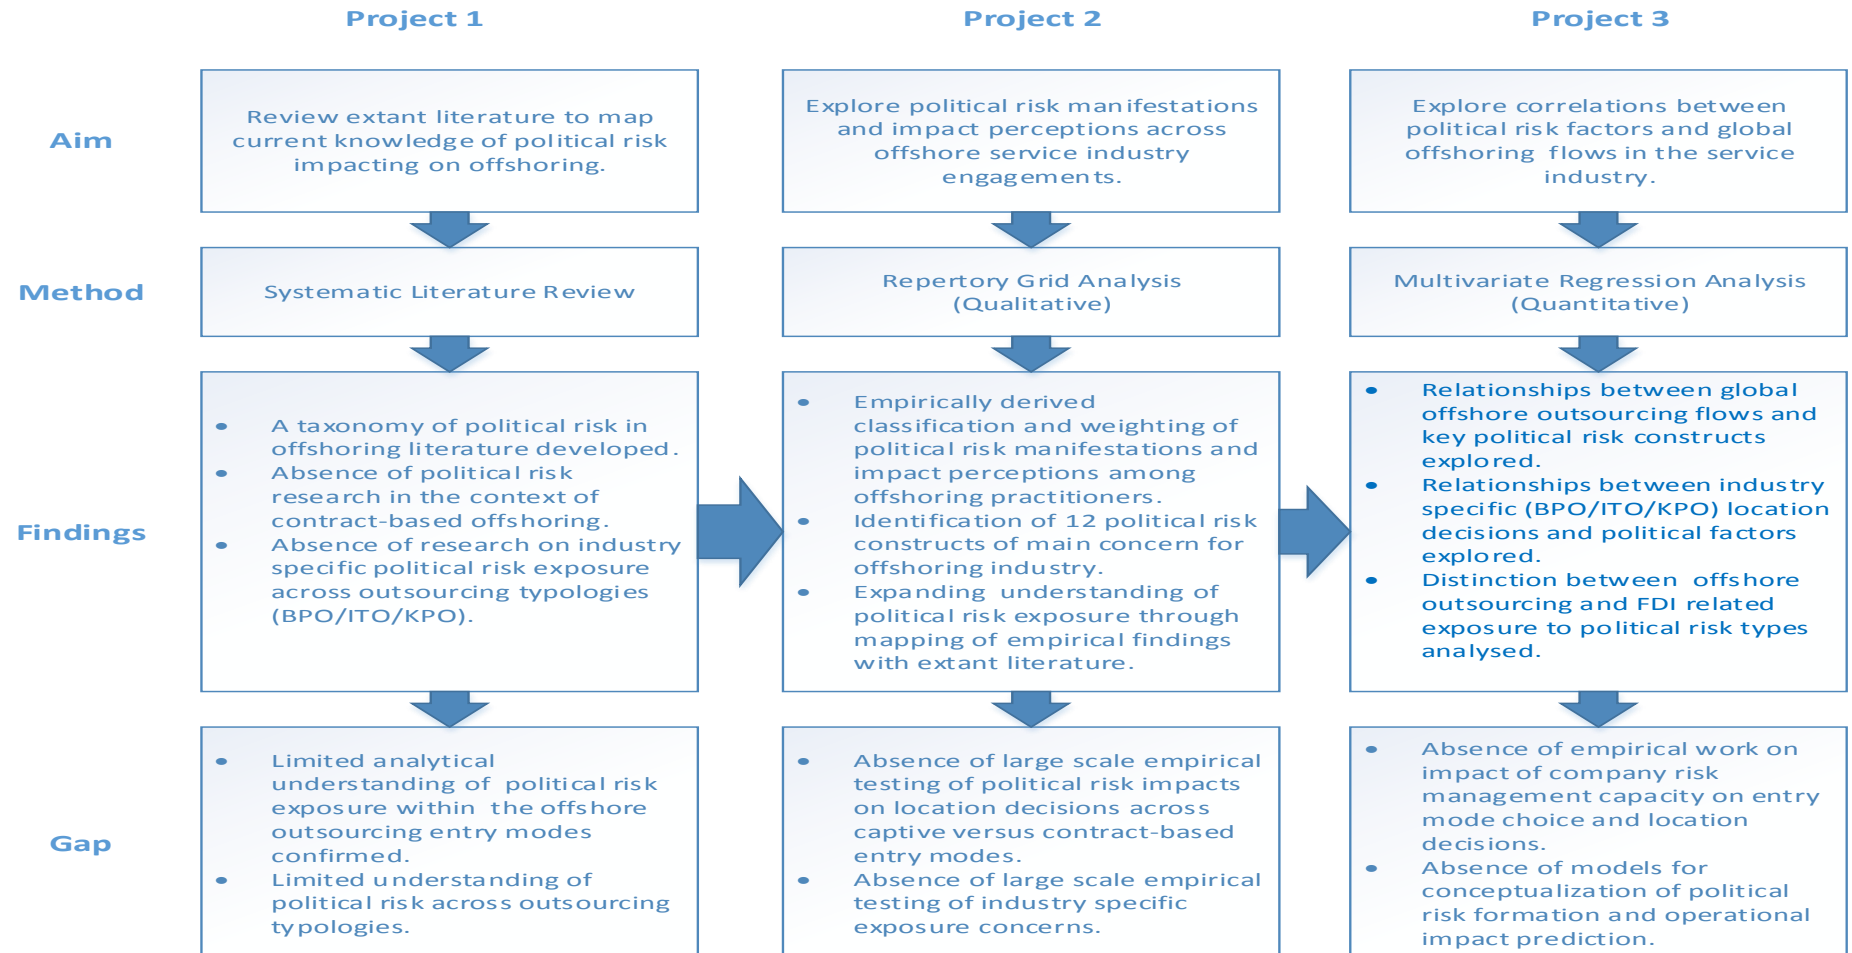 Project 1
Project 2
Project 3
Aim
Review extant literature to map
current knowledge of political risk
impacting on offshoring.
Explore political risk manifestations
and impact perceptions across
offshore service industry
engagements.
Explore correlations between
political risk factors and global
offshoring flows in the service
industry.
Method
Systematic Literature Review
Repertory Grid Analysis
(Qualitative)
Multivariate Regression Analysis
(Quantitative)
Findings
• A taxonomy of political risk in
offshoring literature developed.
• Absence of political risk
research in the context of
contract-based offshoring.
• Absence of research on industry
specific political risk exposure
across outsourcing typologies
(BPO/ITO/KPO).
• Empirically derived
classification and weighting of
political risk manifestations and
impact perceptions among
offshoring practitioners.
• Identification of 12 political risk
constructs of main concern for
offshoring industry.
• Expanding understanding of
political risk exposure through
mapping of empirical findings
with extant literature.
• Relationships between global
offshore outsourcing flows and
key political risk constructs
explored.
• Relationships between industry
specific (BPO/ITO/KPO) location
decisions and political factors
explored.
• Distinction between offshore
outsourcing and FDI related
exposure to political risk types
analysed.
Gap
• Limited analytical
understanding of political risk
exposure within the offshore
outsourcing entry modes
confirmed.
• Limited understanding of
political risk across outsourcing
typologies.
• Absence of large scale empirical
testing of political risk impacts
on location decisions across
captive versus contract-based
entry modes.
• Absence of large scale empirical
testing of industry specific
exposure concerns.
• Absence of empirical work on
impact of company risk
management capacity on entry
mode choice and location
decisions.
• Absence of models for
conceptualization of political
risk formation and operational
impact prediction.